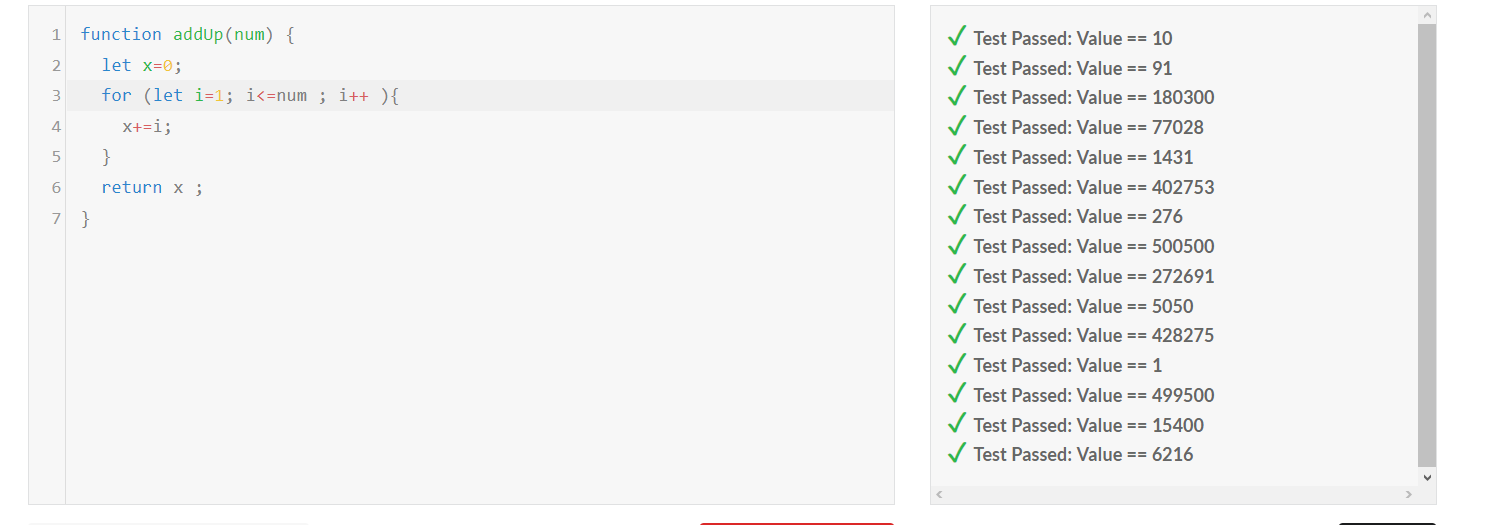 1 function addUp(num) {
2 let x=0;
3 for (let i=1; i<=num ; i++ ){
4 x+=i;
5 }
6 return x ;
7 }
Test Passed: Value == 10
Test Passed: Value == 91
Test Passed: Value == 180300
Test Passed: Value == 77028
Test Passed: Value == 1431
Test Passed: Value == 402753
Test Passed: Value == 276
Test Passed: Value == 500500
Test Passed: Value == 272691
Test Passed: Value == 5050
Test Passed: Value == 428275
Test Passed: Value == 1
Test Passed: Value == 499500
Test Passed: Value == 15400
Test Passed: Value == 6216